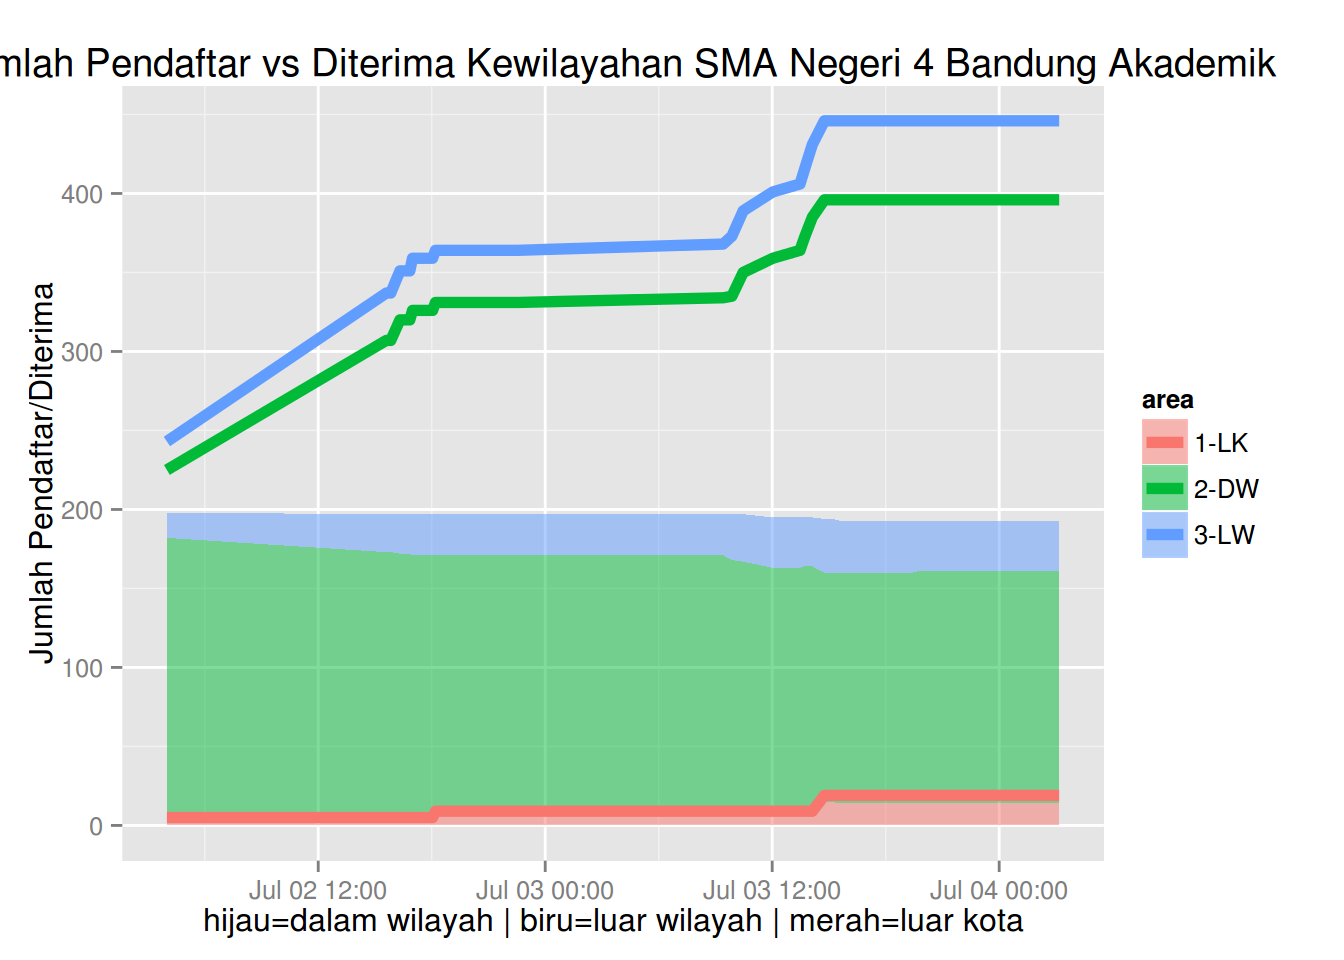 mlah Pendaftar vs Diterima Kewilayahan SMA Negeri 4 Bandung Akademik
Jumlah Pendaftar/Diterima
400
300
200
100
0
Jul 02 12:00
Jul 03 00:00
Jul 03 12:00
Jul 04 00:00
hijau=dalam wilayah | biru=luar wilayah | merah=luar kota
area
1-LK
2-DW
3-LW